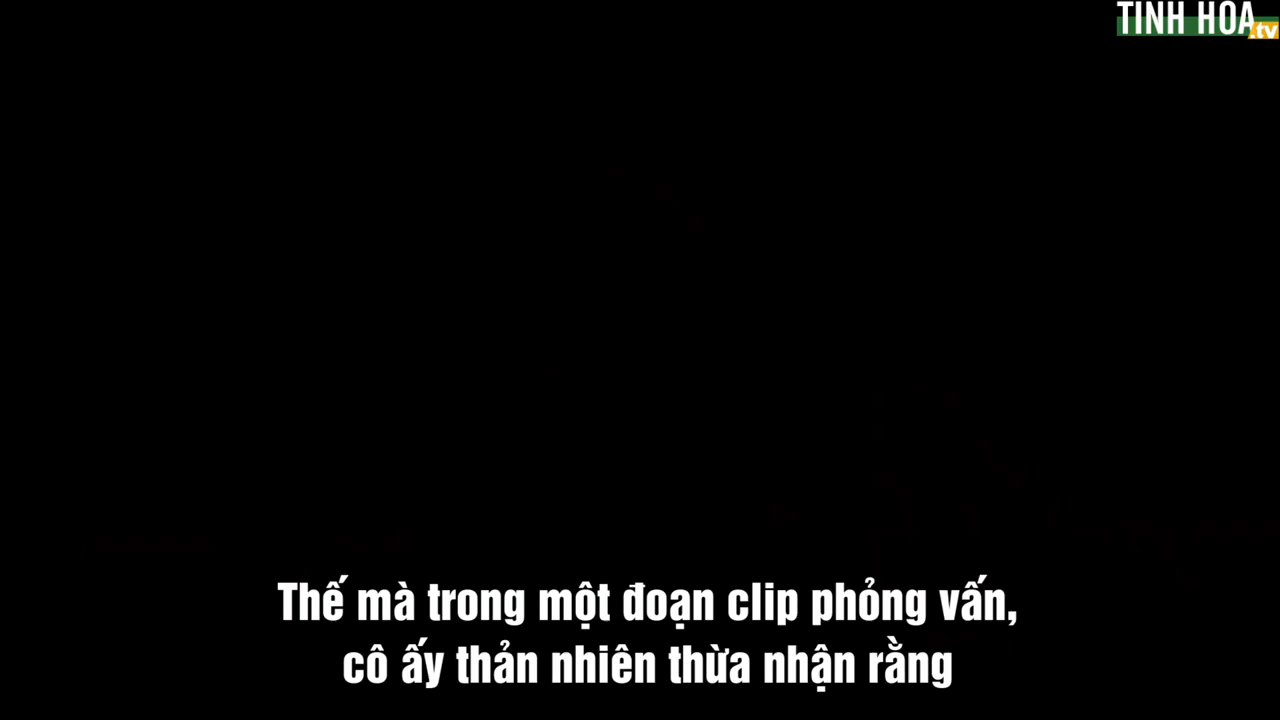 TINH HOA.tv
Thế mà trong một đoạn clip phỏng vấn,
cô ấy thản nhiên thừa nhận rằng